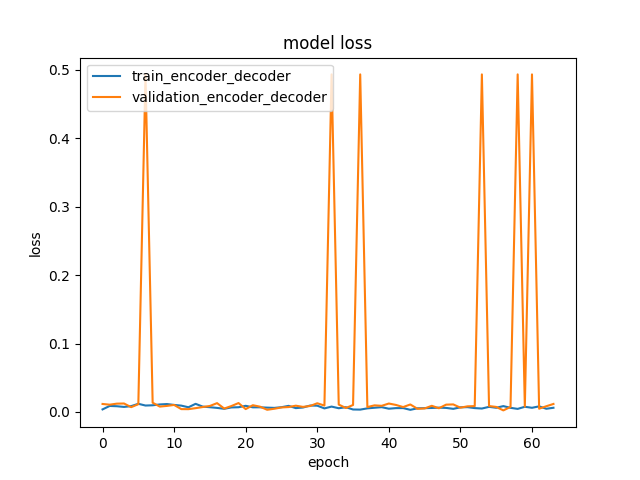 model loss
train_encoder_decoder
validation_encoder_decoder
0.5
0.4
0.3
0.2
0.1
0.0
loss
0 10 20 30 40 50 60
epoch